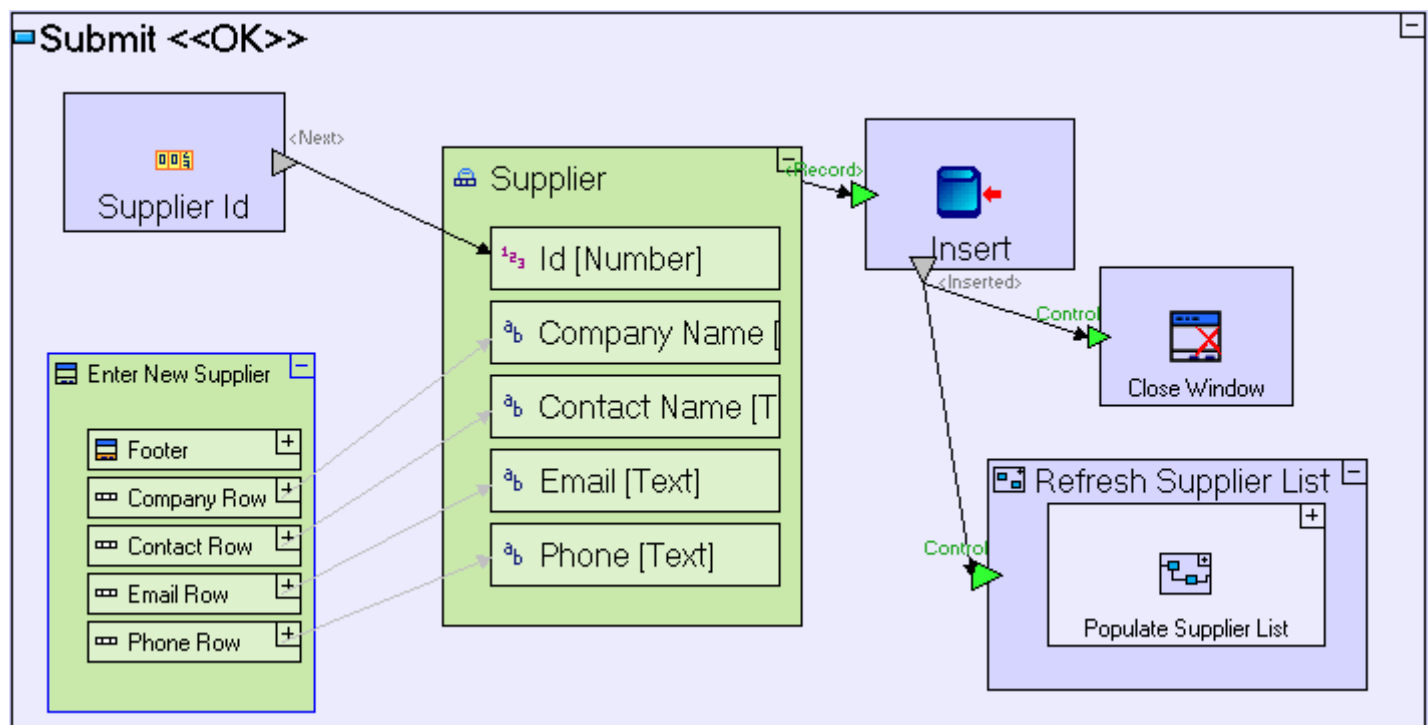 Submit <<OK>>
<Next>
Supplier Id
Supplier
<Record>
Insert
<Inserted>
Id [Number]
Company Name [
Contact Name [T
Email [Text]
Phone [Text]
Control
Close Window
Enter New Supplier
Footer
Company Row
Contact Row
Email Row
Phone Row
Refresh Supplier List
Control
Populate Supplier List